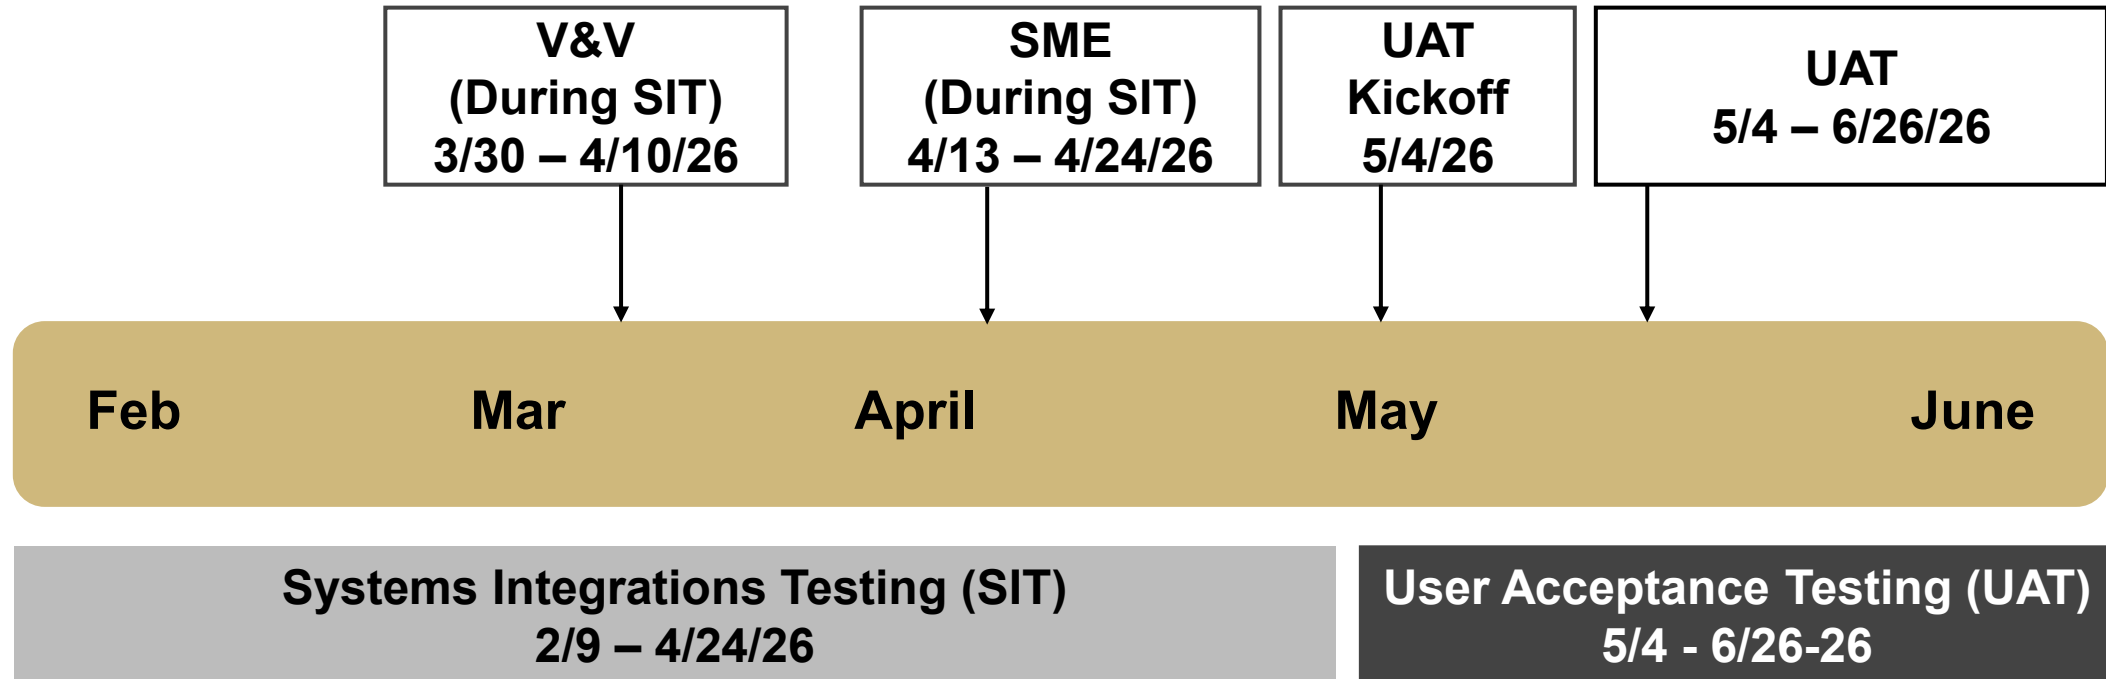 V&V
(During SIT)
3/30 – 4/10/26
SME
(During SIT)
4/13 – 4/24/26
UAT
Kickoff
5/4/26
UAT
5/4 – 6/26/26
Feb
Mar
April
May
June
Systems Integrations Testing (SIT)
2/9 – 4/24/26
User Acceptance Testing (UAT)
5/4 - 6/26-26